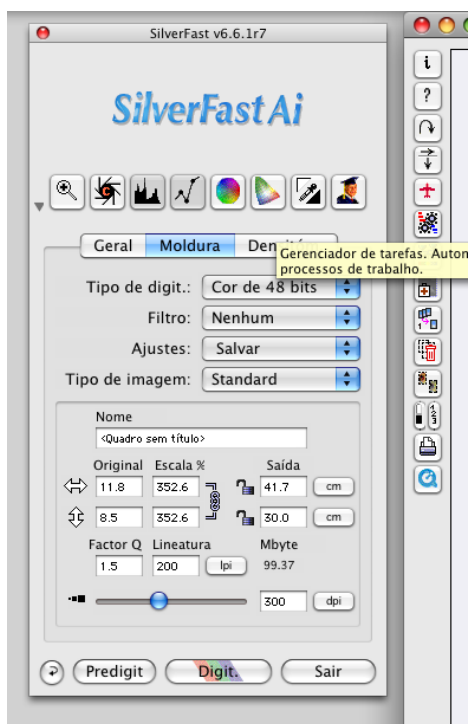 SilverFast v6.6.1r7
SilverFast Ai
Geral Moldura
Gerenciador de tarefas. Auton
processos de trabalho.
Tipo de digit.: Cor de 48 bits
Filtro: Nenhum
Ajustes: Salvar
Tipo de imagem: Standard
Nome
<Quadro sem título>
Original Escala % Saída
11.8 352.6 41.7 cm
8.5 352.6 30.0 cm
Factor Q Lineatura Mbyte
1.5 200 lpi 99.37
300 dpi
Predigit Digit. Sair